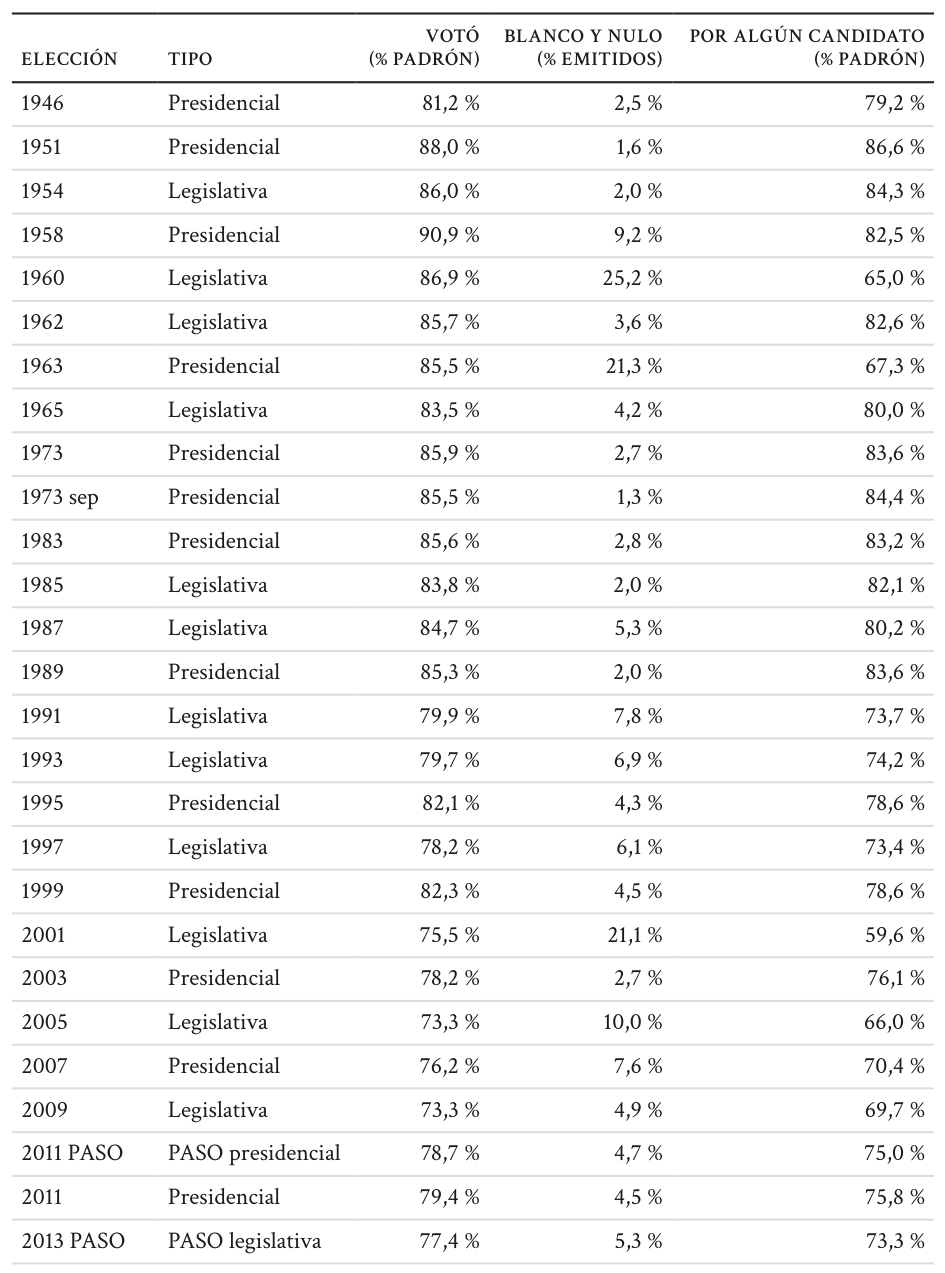 ELECCIÓN TIPO VOTÓ (% PADRÓN) BLANCO Y NULO (% EMITIDOS) POR ALGÚN CANDIDATO (% PADRÓN)
1946 Presidencial 81,2 % 2,5 % 79,2 %
1951 Presidencial 88,0 % 1,6 % 86,6 %
1954 Legislativa 86,0 % 2,0 % 84,3 %
1958 Presidencial 90,9 % 9,2 % 82,5 %
1960 Legislativa 86,9 % 25,2 % 65,0 %
1962 Legislativa 85,7 % 3,6 % 82,6 %
1963 Presidencial 85,5 % 21,3 % 67,3 %
1965 Legislativa 83,5 % 4,2 % 80,0 %
1973 Presidencial 85,9 % 2,7 % 83,6 %
1973 sep Presidencial 85,5 % 1,3 % 84,4 %
1983 Presidencial 85,6 % 2,8 % 83,2 %
1985 Legislativa 83,8 % 2,0 % 82,1 %
1987 Legislativa 84,7 % 5,3 % 80,2 %
1989 Presidencial 85,3 % 2,0 % 83,6 %
1991 Legislativa 79,9 % 7,8 % 73,7 %
1993 Legislativa 79,7 % 6,9 % 74,2 %
1995 Presidencial 82,1 % 4,3 % 78,6 %
1997 Legislativa 78,2 % 6,1 % 73,4 %
1999 Presidencial 82,3 % 4,5 % 78,6 %
2001 Legislativa 75,5 % 21,1 % 59,6 %
2003 Presidencial 78,2 % 2,7 % 76,1 %
2005 Legislativa 73,3 % 10,0 % 66,0 %
2007 Presidencial 76,2 % 7,6 % 70,4 %
2009 Legislativa 73,3 % 4,9 % 69,7 %
2011 PASO PASO presidencial 78,7 % 4,7 % 75,0 %
2011 Presidencial 79,4 % 4,5 % 75,8 %
2013 PASO PASO legislativa 77,4 % 5,3 % 73,3 %